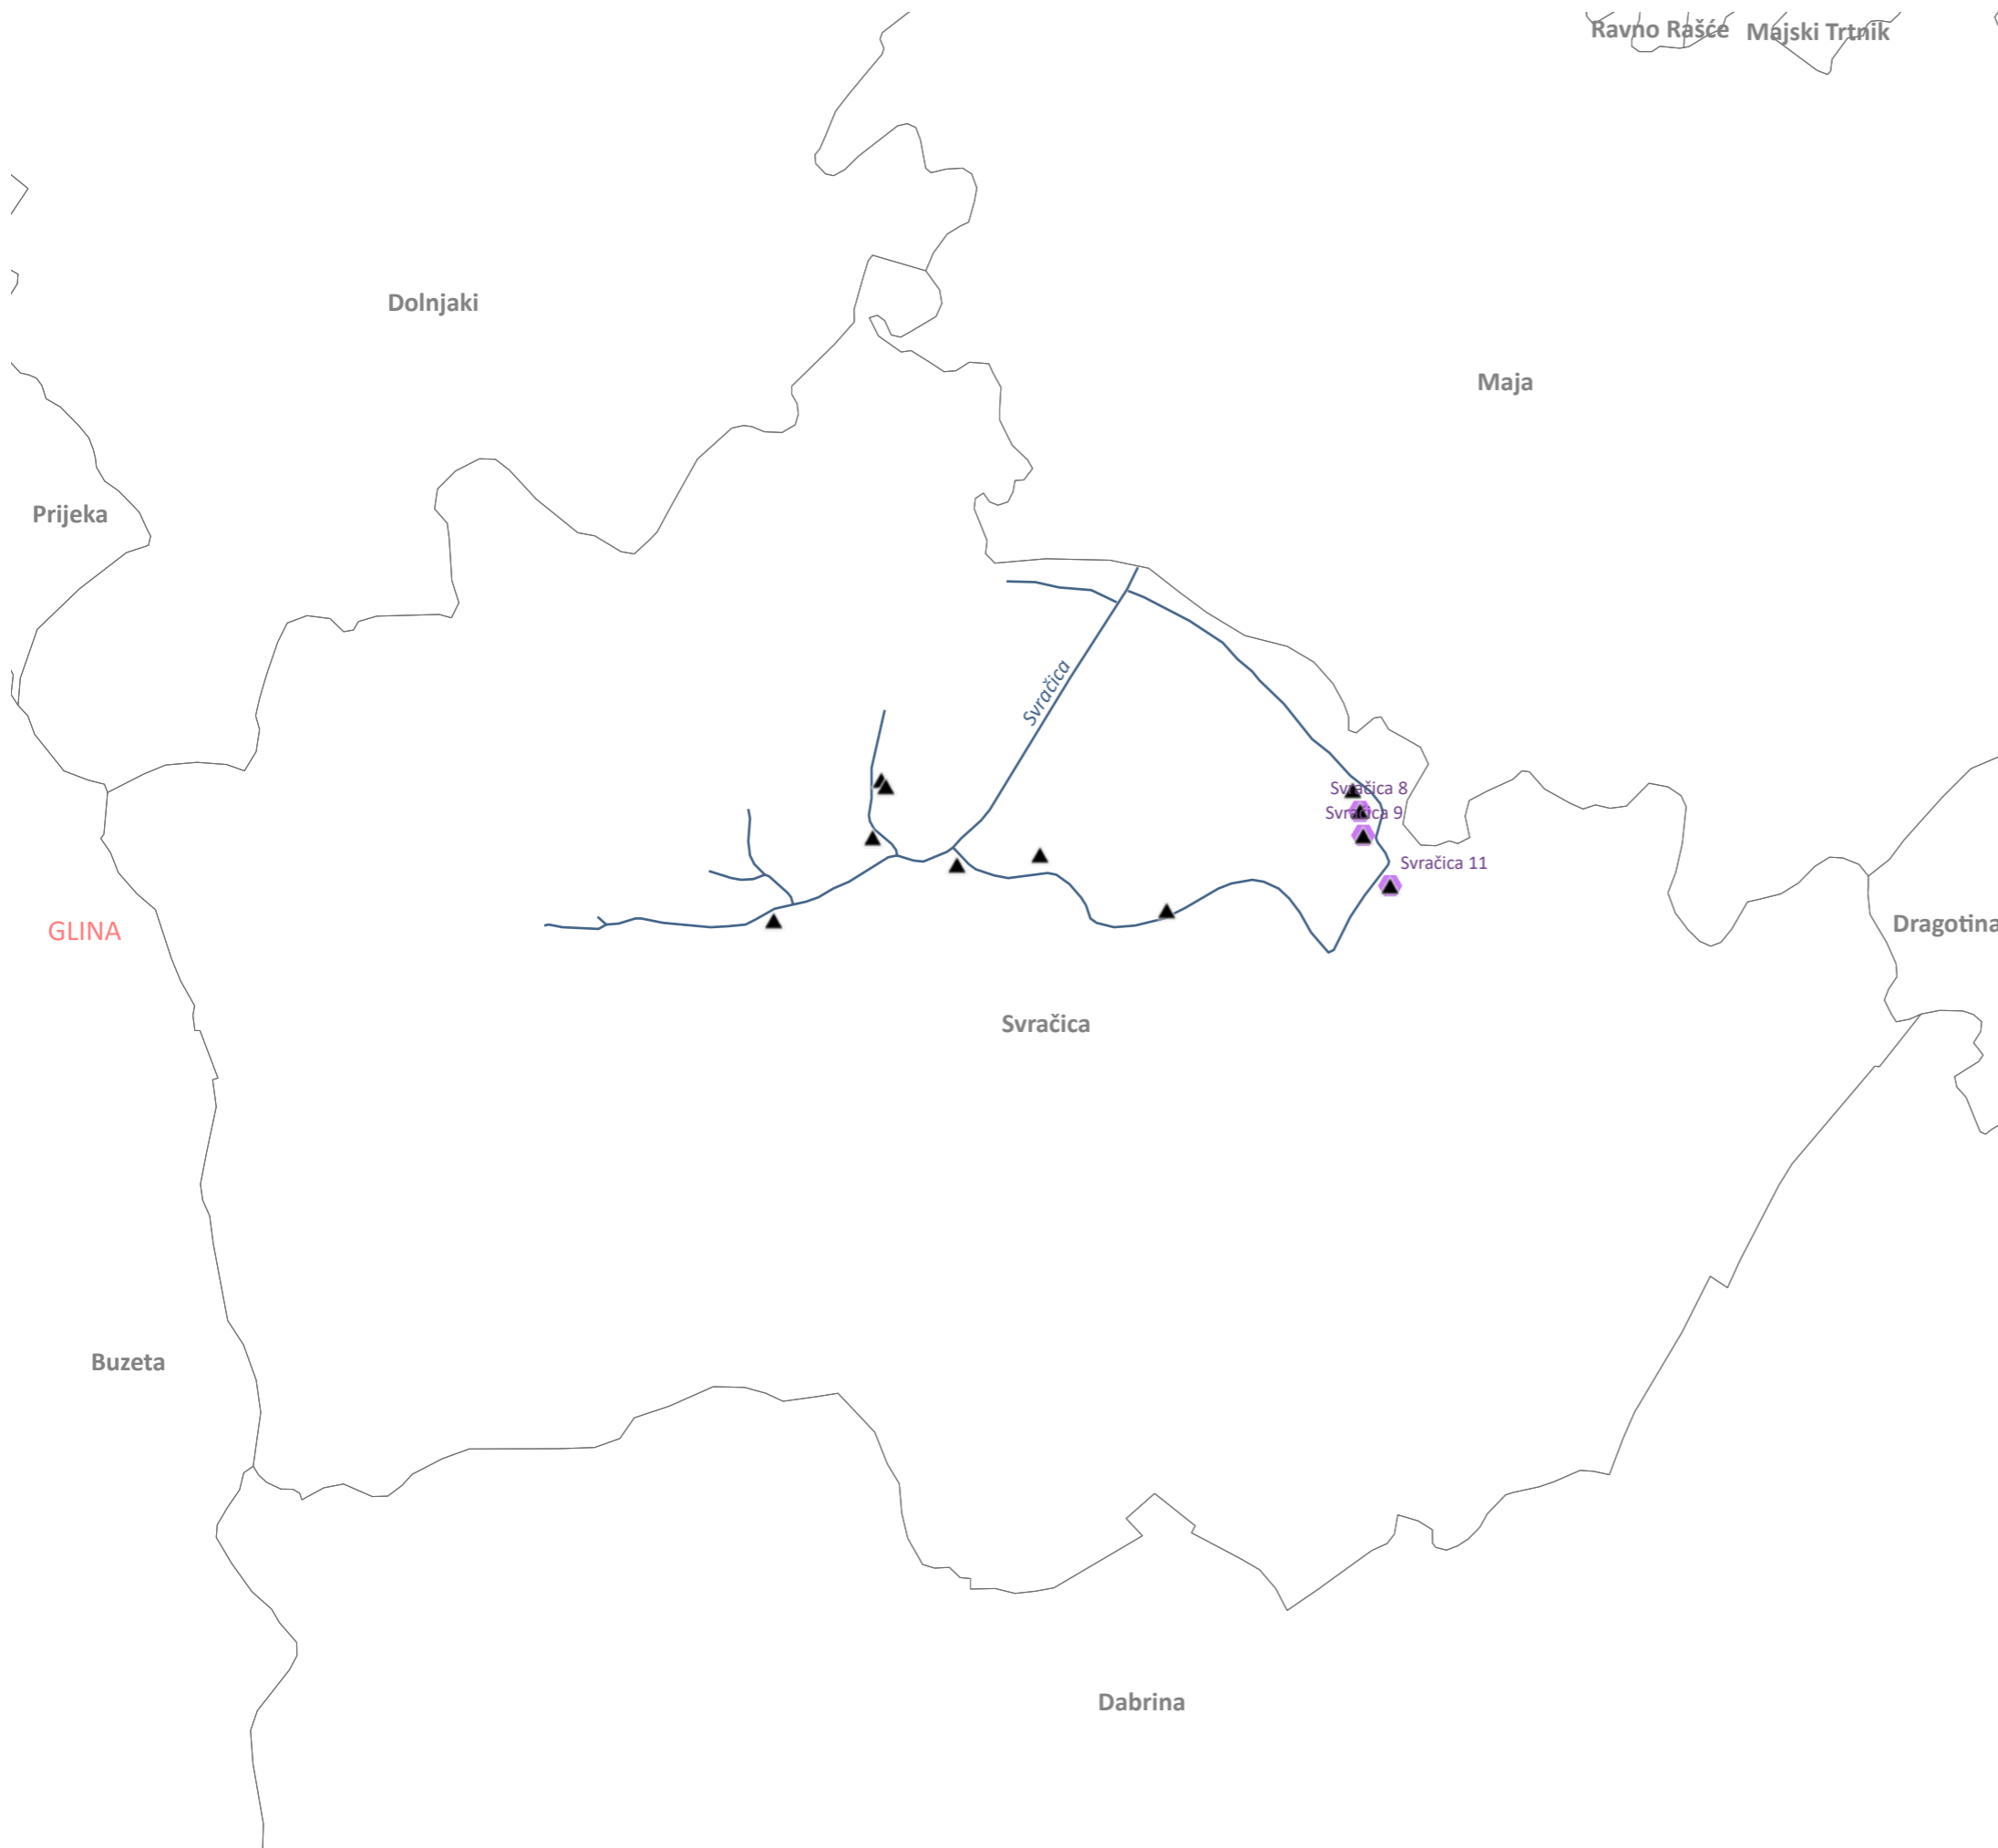 Ravno Rašće
Majski Trtnik
Dolnjaki
Maja
Prijeka
Svračica
Svračica 8
Svračica 9
Svračica 11
GLINA
Dragotina
Svračica
Buzeta
Dabrina